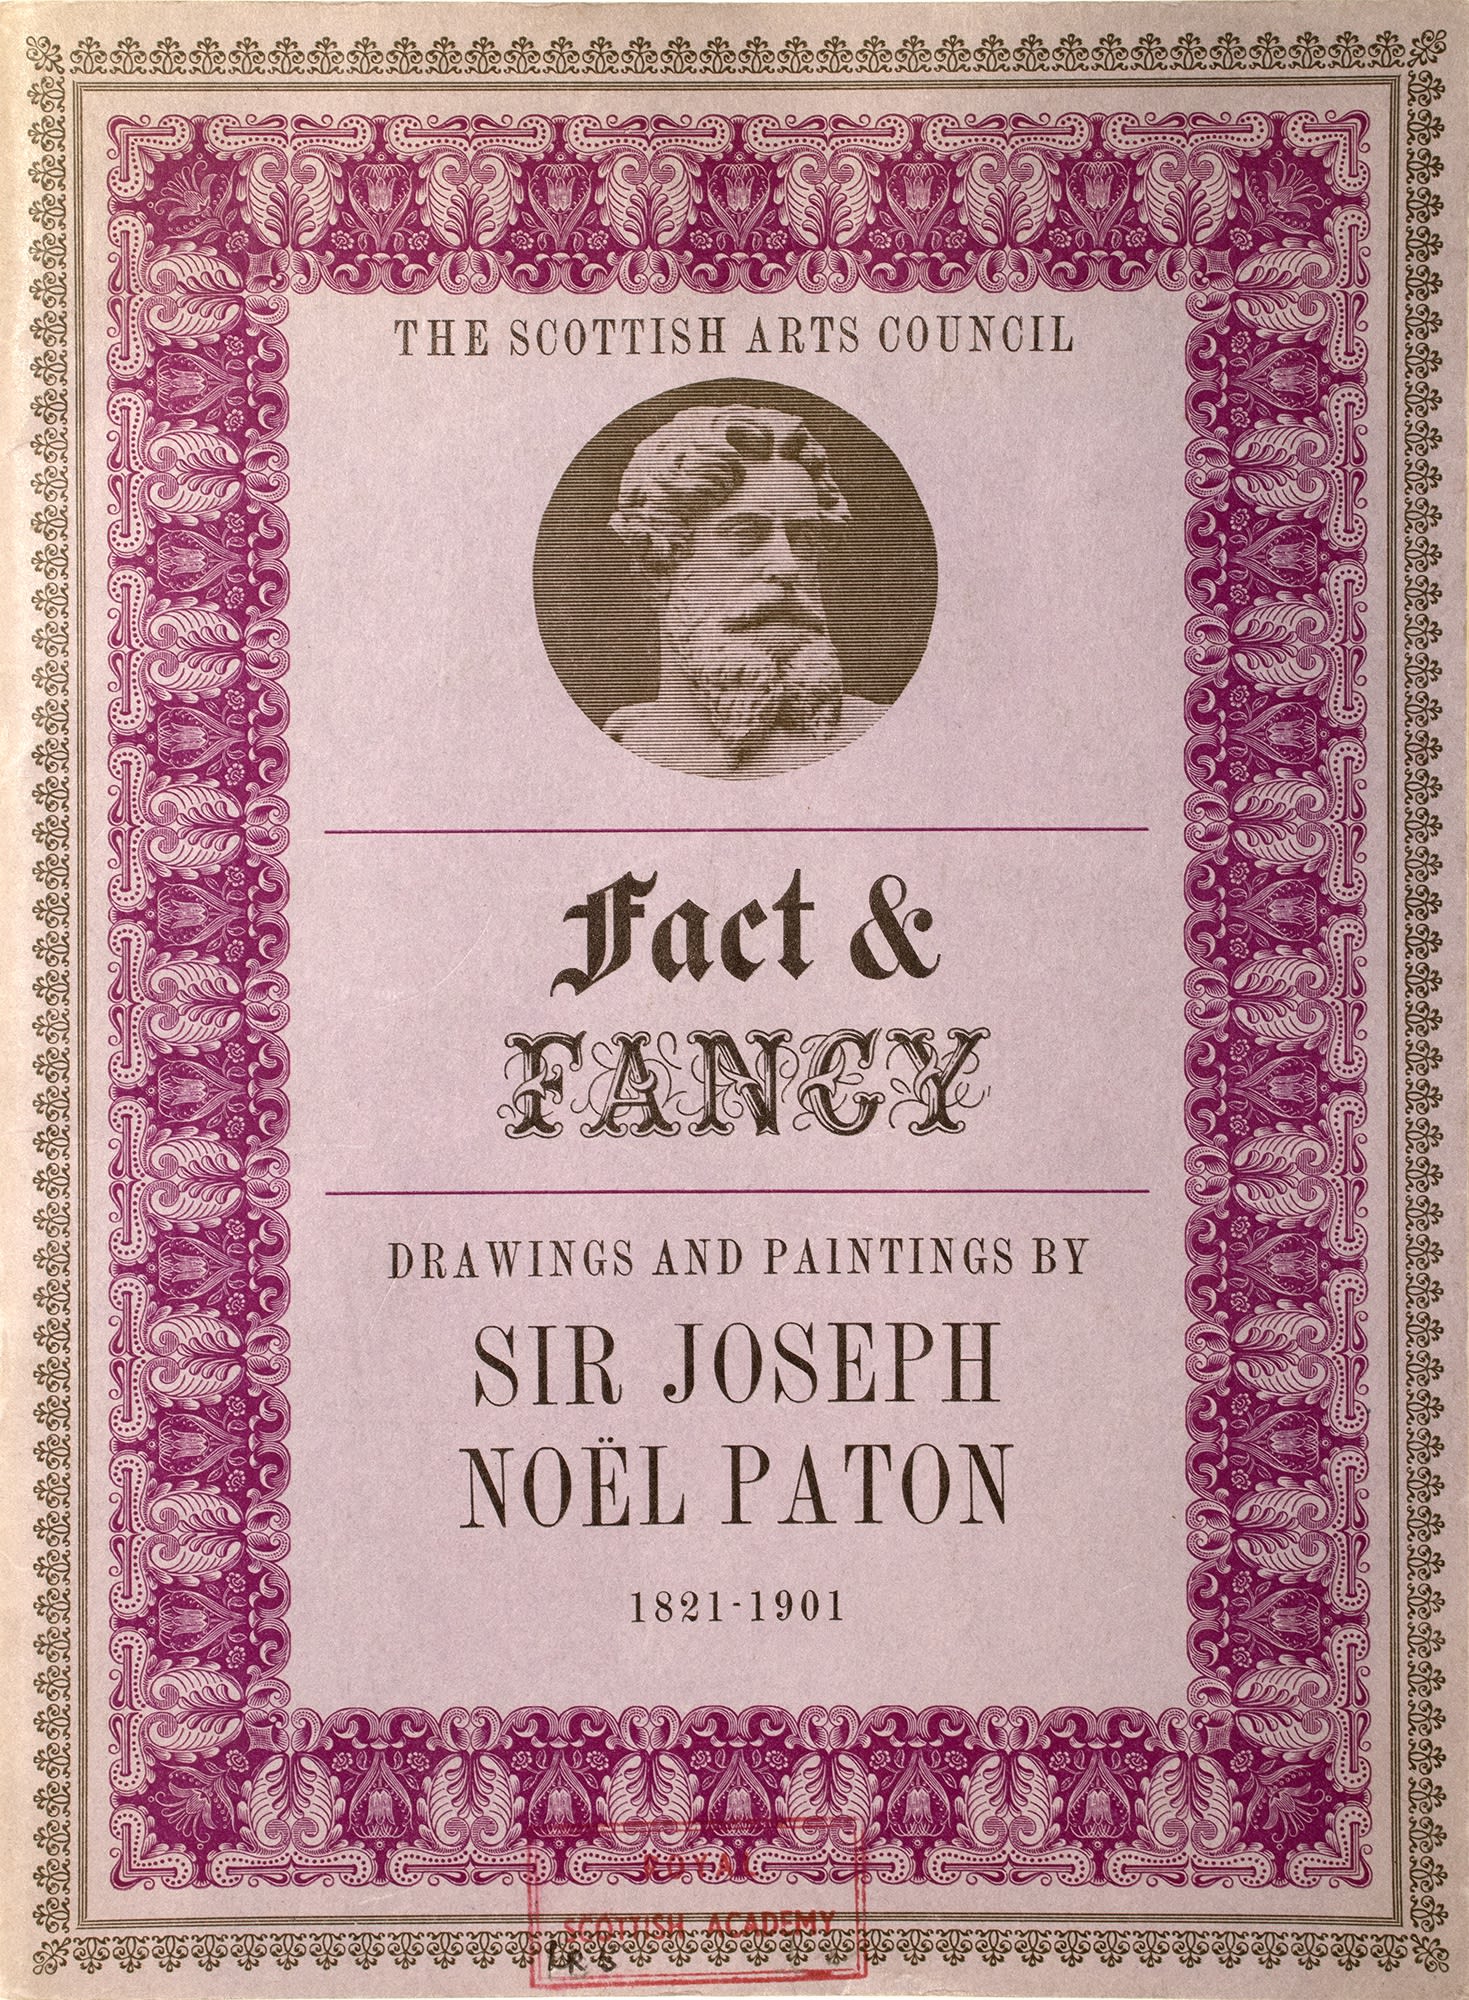 THE SCOTTISH ARTS COUNCIL
Fact &
FANCY
DRAWINGS AND PAINTINGS BY
SIR JOSEPH
NOËL PATON
1821-1901
ROYAL
SCOTTISH ACADEMY